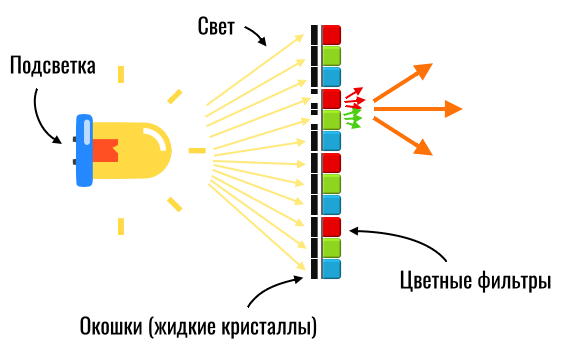 Свет
Подсветка
Цветные фильтры
Окошки (жидкие кристаллы)